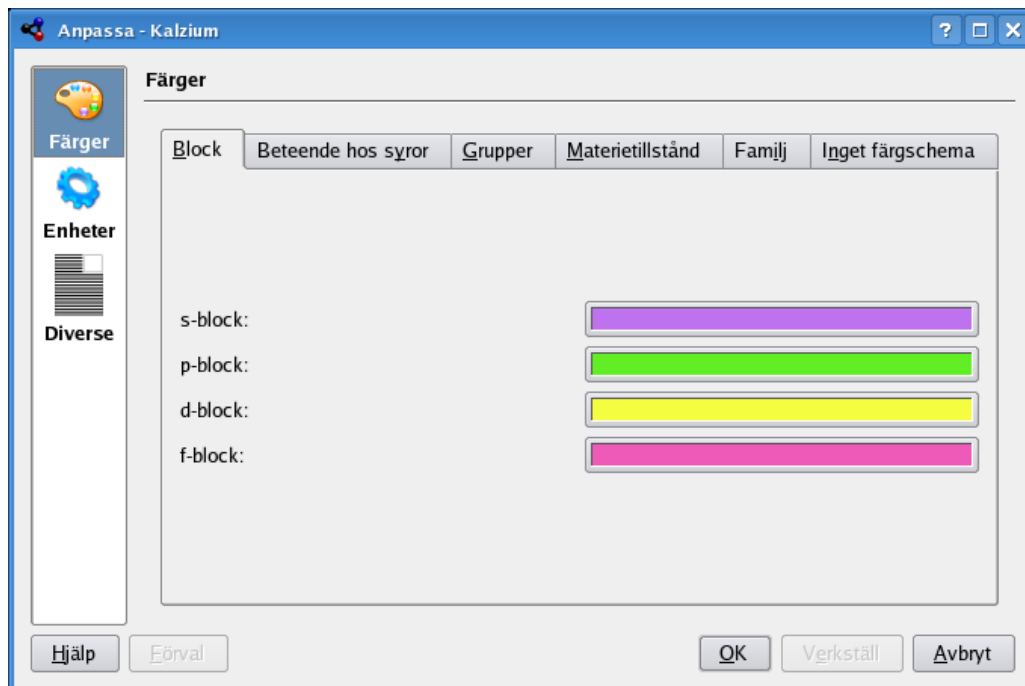 Anpassa - Kalzium
Färger
Enheter
Diverse
Färger
Block Beteende hos syror Grupper Materietillstånd Familj Inget färgschema
s-block:
p-block:
d-block:
f-block:
Hjälp Förval OK Verkställ Avbryt